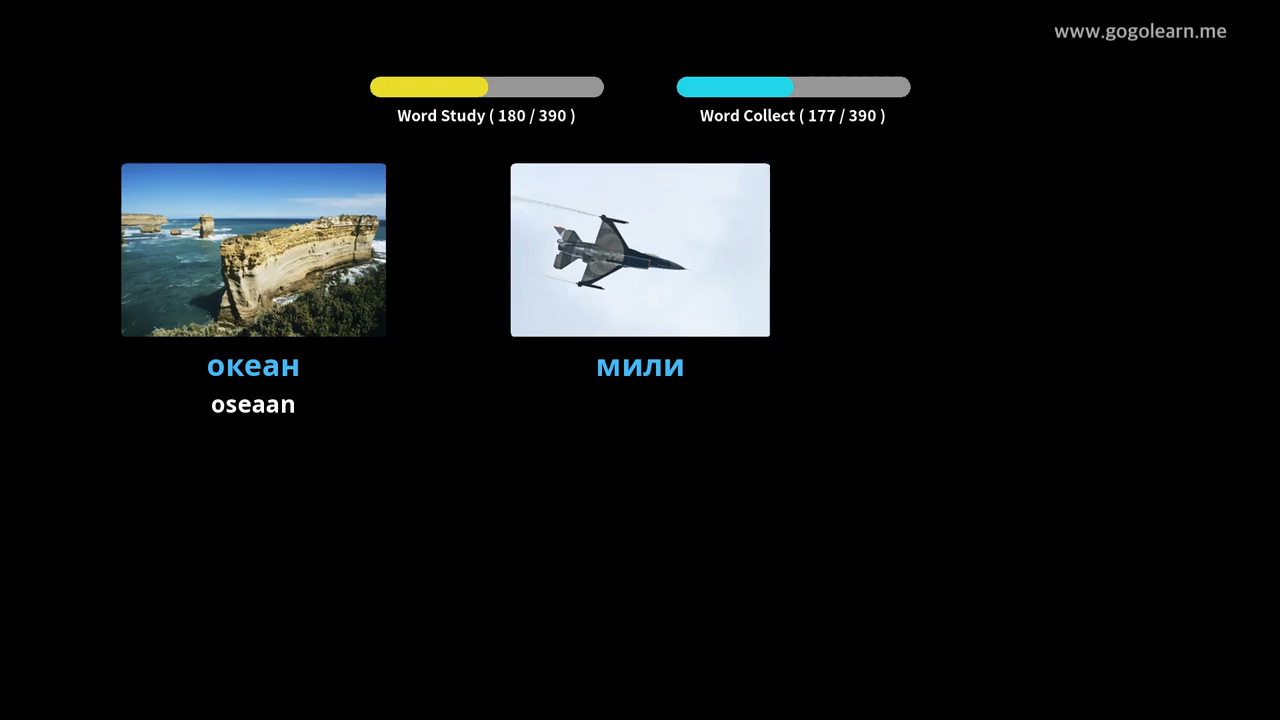 www.gogolearn.me
Word Study ( 180 / 390 )
Word Collect ( 177 / 390 )
океан
oseaan
мили